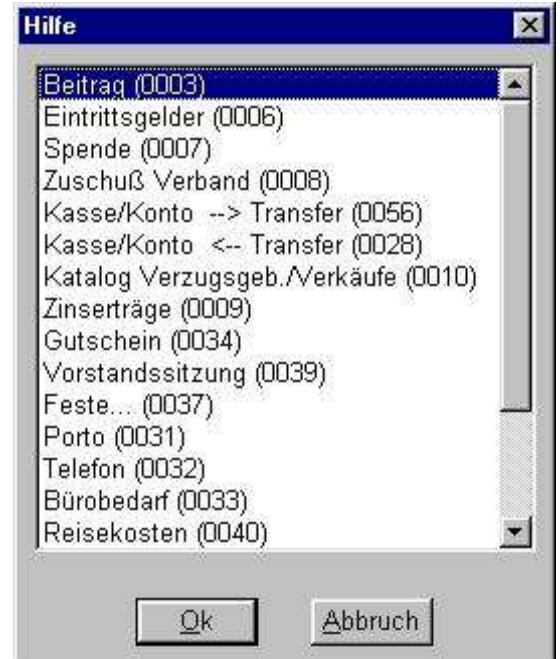 Hilfe
Beitrag (0003)
Eintrittsgelder (0006)
Spende (0007)
Zuschuß Verband (0008)
Kasse/Konto --> Transfer (0056)
Kasse/Konto <-- Transfer (0028)
Katalog Verzugsgeb./Verkäufe (0010)
Zinserträge (0009)
Gutschein (0034)
Vorstandssitzung (0039)
Feste... (0037)
Porto (0031)
Telefon (0032)
Bürobedarf (0033)
Reisekosten (0040)
Ok Abbruch